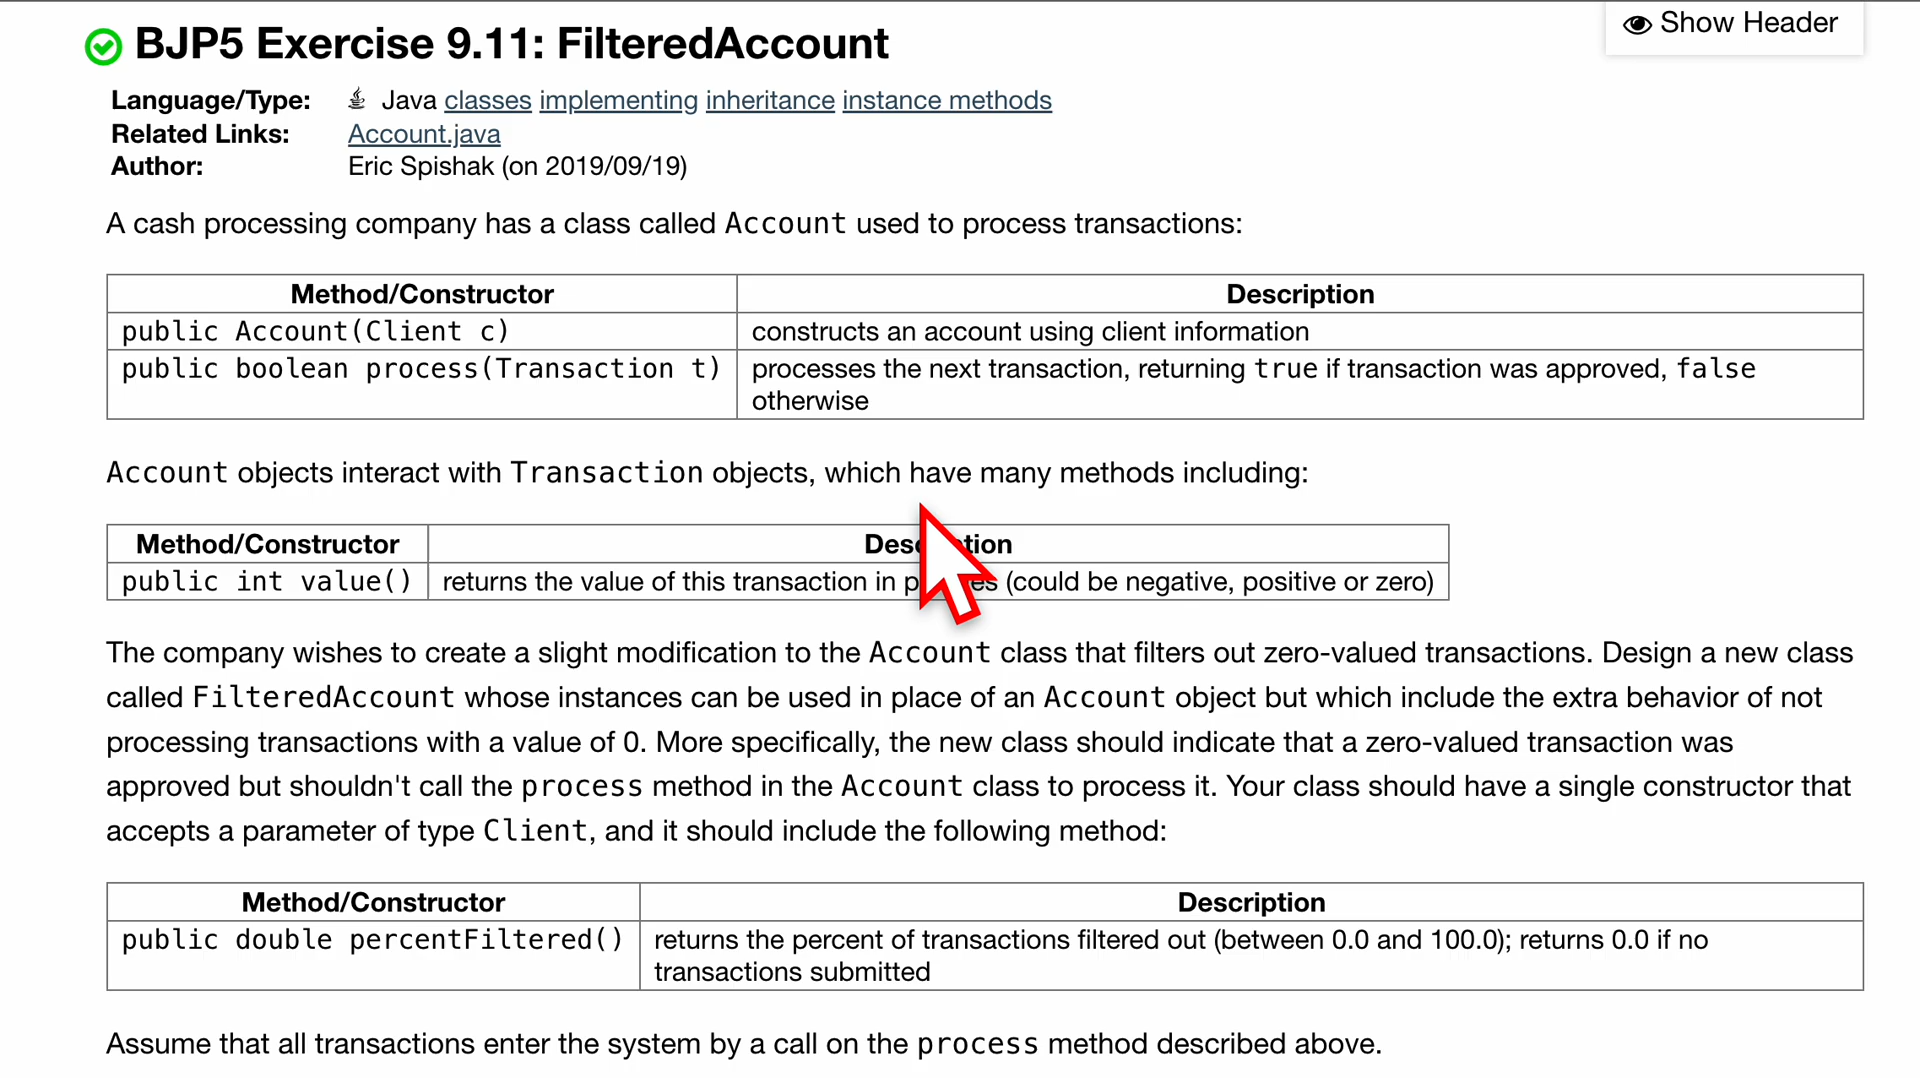 Show Header
BJP5 Exercise 9.11: FilteredAccount
Language/Type: Java classes implementing inheritance instance methods
Related Links: Account.java
Author: Eric Spishak (on 2019/09/19)
A cash processing company has a class called Account used to process transactions:
Method/Constructor Description
public Account(Client c) constructs an account using client information
public boolean process(Transaction t) processes the next transaction, returning true if transaction was approved, false
otherwise
Account objects interact with Transaction objects, which have many methods including:
Method/Constructor Description
public int value() returns the value of this transaction in (could be negative, positive or zero)
The company wishes to create a slight modification to the Account class that filters out zero-valued transactions. Design a new class
called FilteredAccount whose instances can be used in place of an Account object but which include the extra behavior of not
processing transactions with a value of 0. More specifically, the new class should indicate that a zero-valued transaction was
approved but shouldn't call the process method in the Account class to process it. Your class should have a single constructor that
accepts a parameter of type Client, and it should include the following method:
Method/Constructor Description
public double percentFiltered() returns the percent of transactions filtered out (between 0.0 and 100.0); returns 0.0 if no
transactions submitted
Assume that all transactions enter the system by a call on the process method described above.